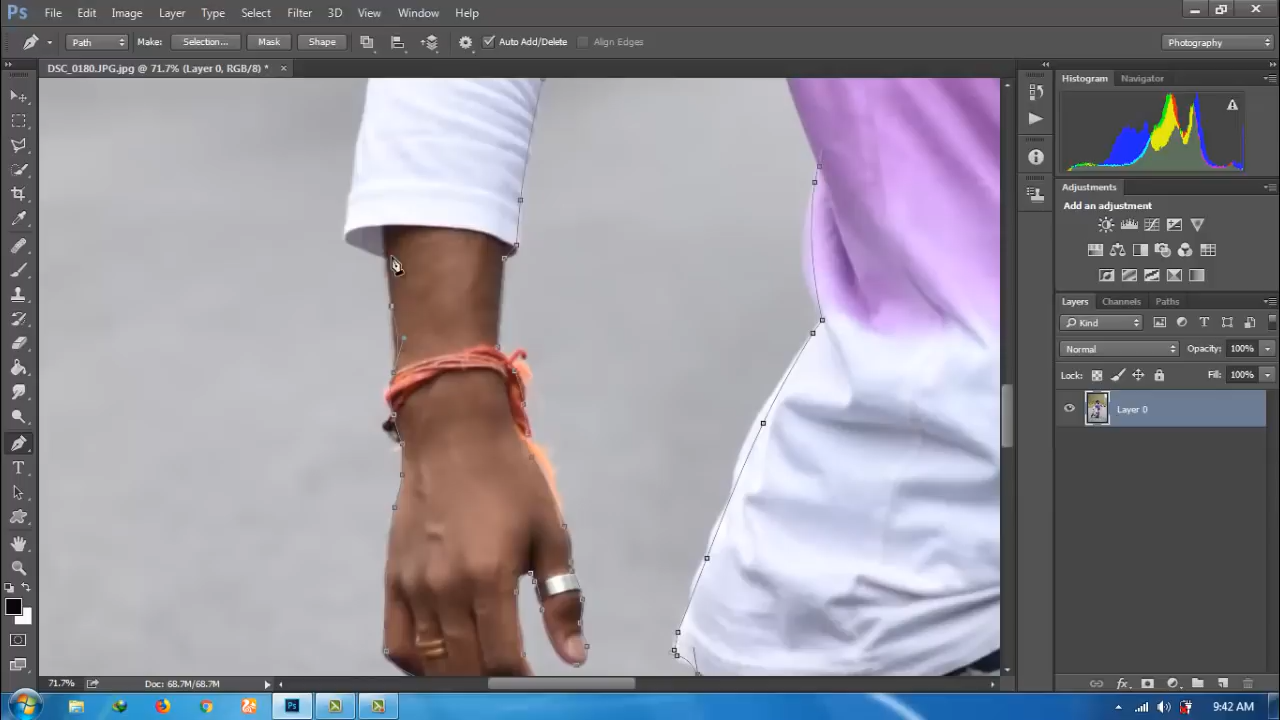 Ps File Edit Image Layer Type Select Filter 3D View Window Help
Path Make: Selection... Mask Shape Auto Add/Delete Align Edges Photography
DSC_0180.JPG.jpg @ 71.7% (Layer 0, RGB/8) *
Histogram Navigator
Adjustments
Add an adjustment
Layers Channels Paths
Kind
Normal Opacity: 100%
Lock: Fill: 100%
Layer 0
71.7% Doc: 68.7M/68.7M
9:42 AM